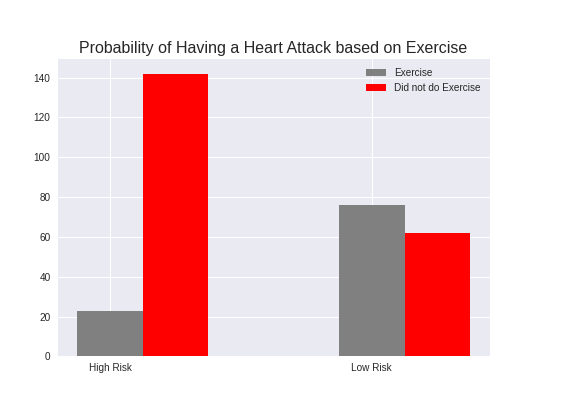 Probability of Having a Heart Attack based on Exercise
Exercise
Did not do Exercise
140
120
100
80
60
40
20
0
High Risk
Low Risk